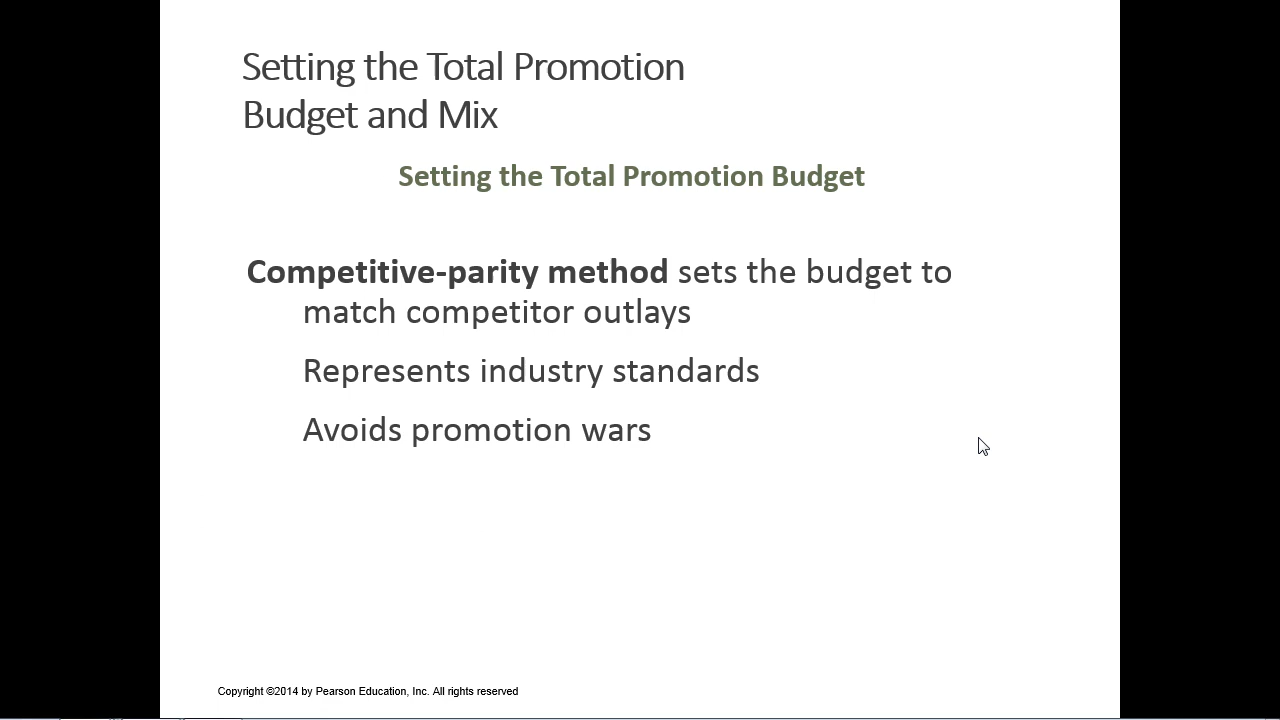 Setting the Total Promotion
Budget and Mix
Setting the Total Promotion Budget
Competitive-parity method sets the budget to
match competitor outlays
Represents industry standards
Avoids promotion wars
Copyright ©2014 by Pearson Education, Inc. All rights reserved